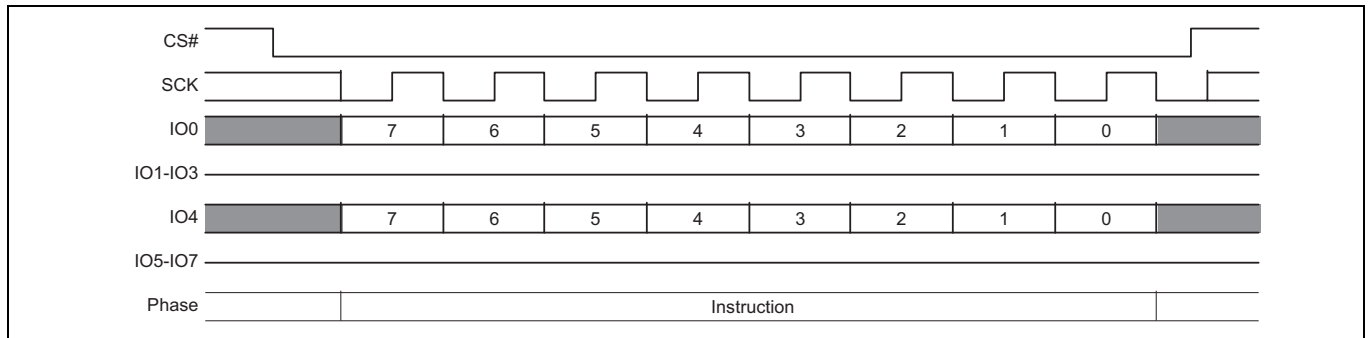 CS#
SCK
IO0 7 6 5 4 3 2 1 0
IO1-IO3
IO4 7 6 5 4 3 2 1 0
IO5-IO7
Phase Instruction